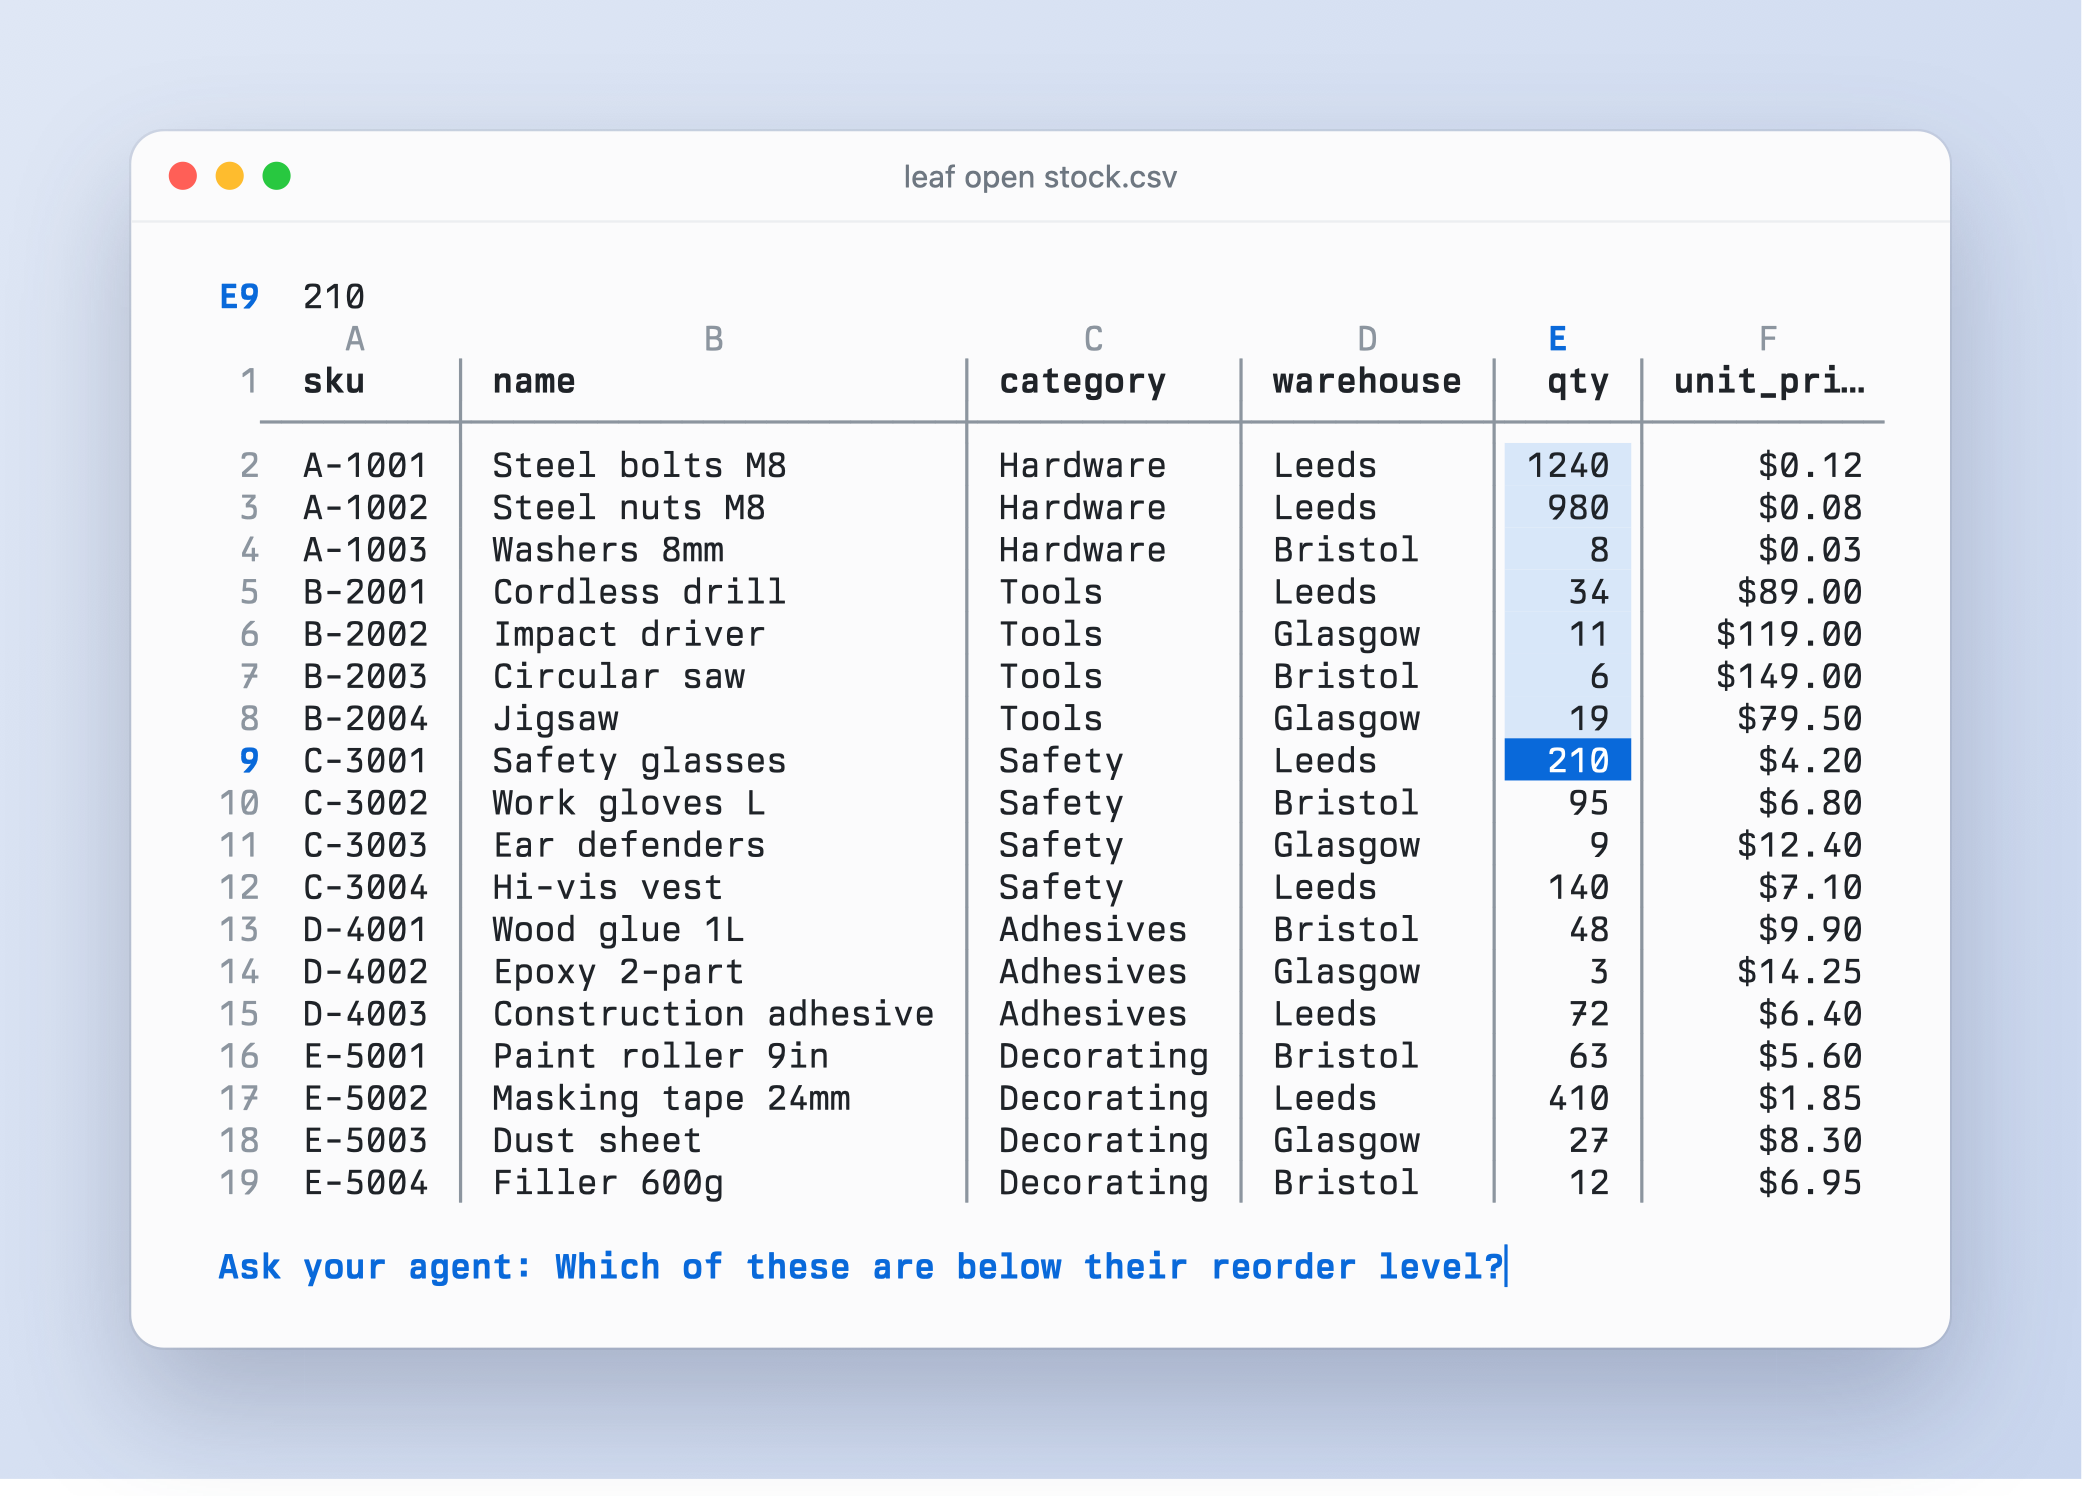 leaf open stock.csv
E9 210
A B C D E F
1 sku name category warehouse qty unit_pri…
2 A-1001 Steel bolts M8 Hardware Leeds 1240 $0.12
3 A-1002 Steel nuts M8 Hardware Leeds 980 $0.08
4 A-1003 Washers 8mm Hardware Bristol 8 $0.03
5 B-2001 Cordless drill Tools Leeds 34 $89.00
6 B-2002 Impact driver Tools Glasgow 11 $119.00
7 B-2003 Circular saw Tools Bristol 6 $149.00
8 B-2004 Jigsaw Tools Glasgow 19 $79.50
9 C-3001 Safety glasses Safety Leeds 210 $4.20
10 C-3002 Work gloves L Safety Bristol 95 $6.80
11 C-3003 Ear defenders Safety Glasgow 9 $12.40
12 C-3004 Hi-vis vest Safety Leeds 140 $7.10
13 D-4001 Wood glue 1L Adhesives Bristol 48 $9.90
14 D-4002 Epoxy 2-part Adhesives Glasgow 3 $14.25
15 D-4003 Construction adhesive Adhesives Leeds 72 $6.40
16 E-5001 Paint roller 9in Decorating Bristol 63 $5.60
17 E-5002 Masking tape 24mm Decorating Leeds 410 $1.85
18 E-5003 Dust sheet Decorating Glasgow 27 $8.30
19 E-5004 Filler 600g Decorating Bristol 12 $6.95
Ask your agent: Which of these are below their reorder level?